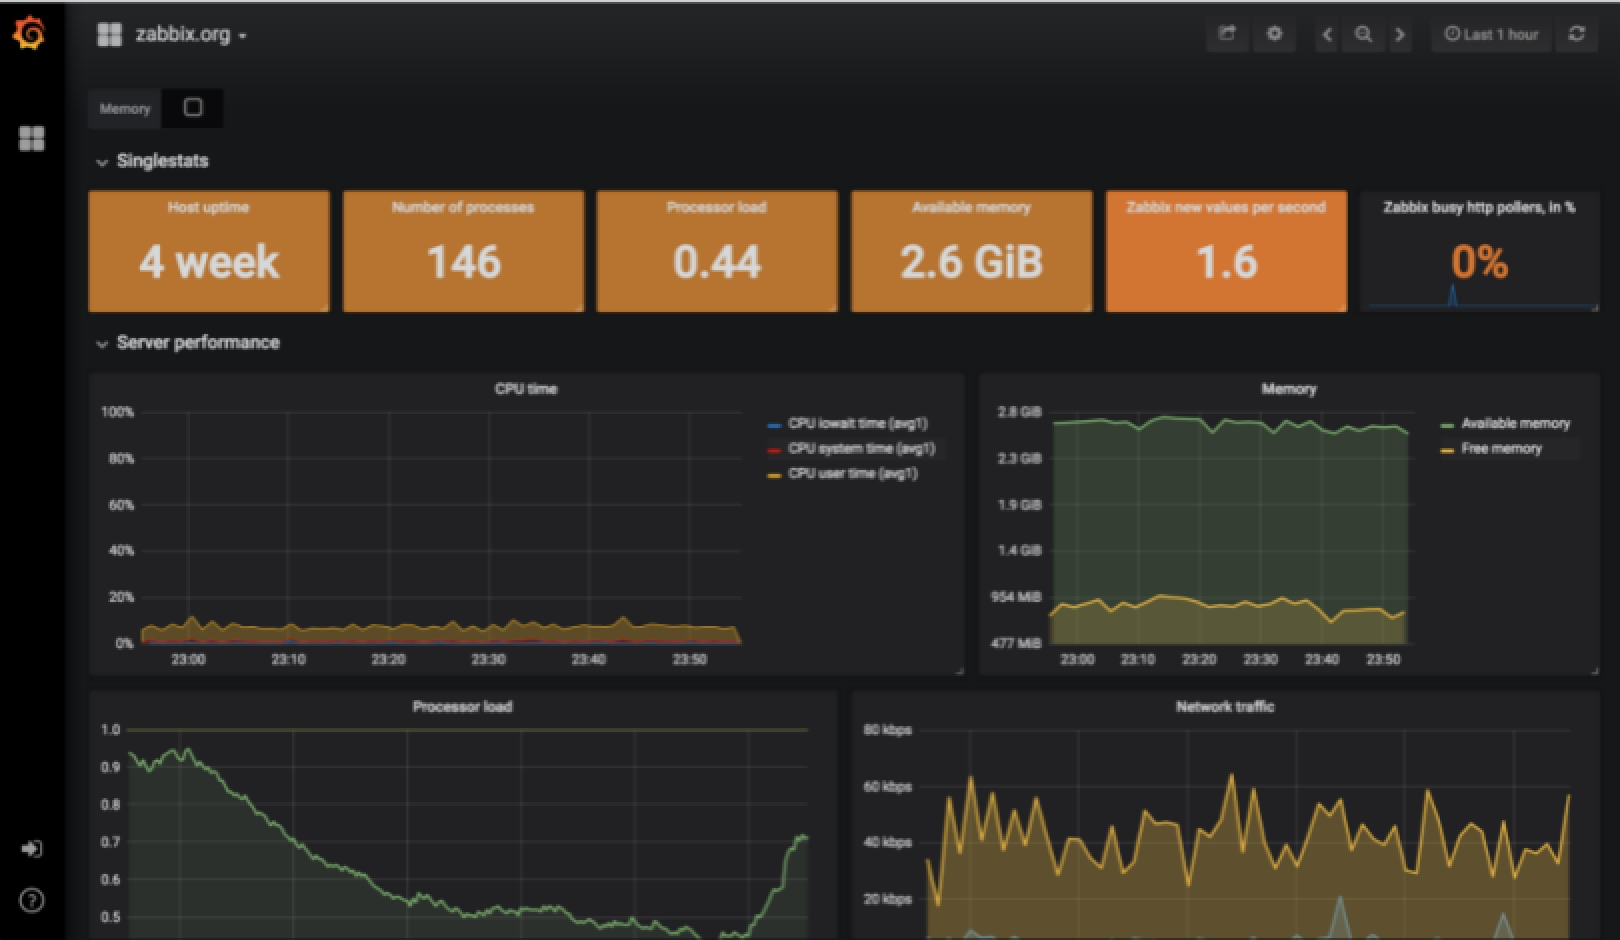 zabbix.org
Last 1 hour
Memory
Singlestats
Host uptime
4 week
Number of processes
146
Processor load
0.44
Available memory
2.6 GiB
Zabbix new values per second
1.6
Zabbix busy http pollers, in %
0%
Server performance
CPU time
100%
80%
60%
40%
20%
0%
23:00 23:10 23:20 23:30 23:40 23:50
CPU iowait time (avg1)
CPU system time (avg1)
CPU user time (avg1)
Memory
2.8 GiB
2.3 GiB
1.9 GiB
1.4 GiB
954 MiB
477 MiB
23:00 23:10 23:20 23:30 23:40 23:50
Available memory
Free memory
Processor load
1.0
0.9
0.8
0.7
0.6
0.5
Network traffic
80 kbps
60 kbps
40 kbps
20 kbps